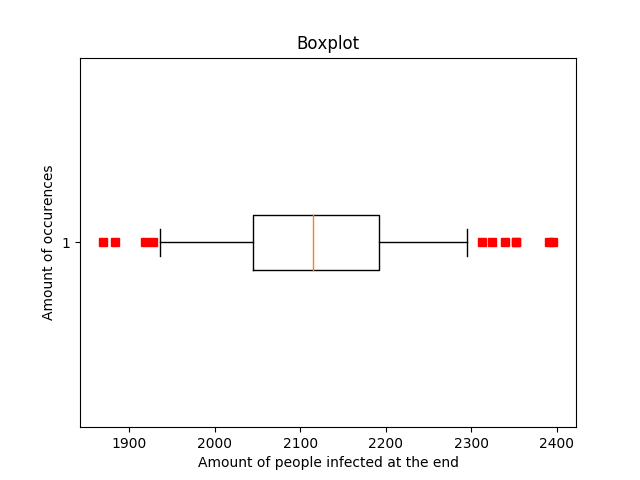 Boxplot
Amount of occurences
1
1900 2000 2100 2200 2300 2400
Amount of people infected at the end